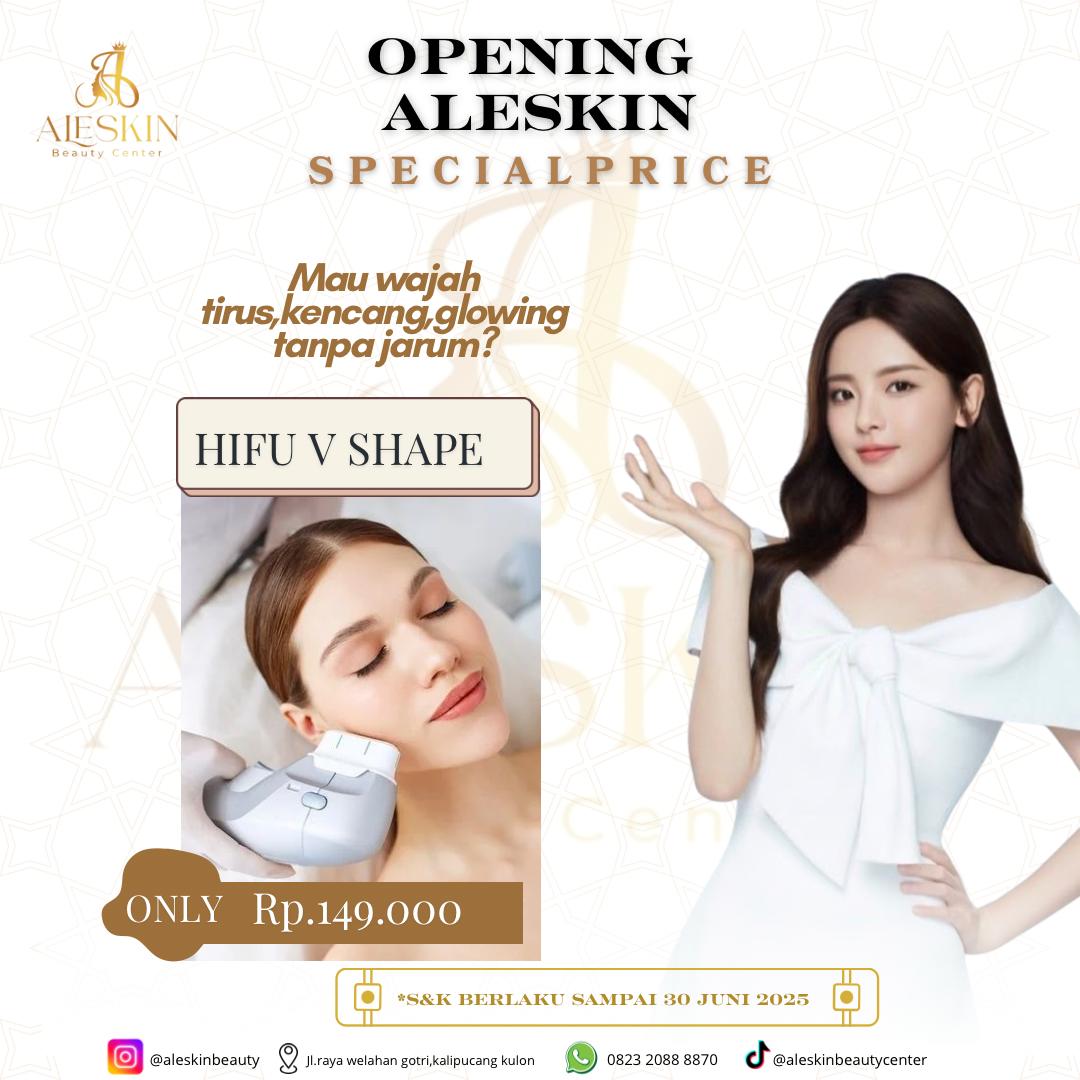 ALESKIN
Beauty Center
OPENING
ALESKIN
SPECIALPRICE
Mau wajah
tirus,kencang,glowing
tanpa jarum?
HIFU V SHAPE
ONLY Rp.149.000
*S&K BERLAKU SAMPAI 30 JUNI 2025
@aleskinbeauty Jl.raya welahan gotri,kalipucang kulon 0823 2088 8870 @aleskinbeautycenter